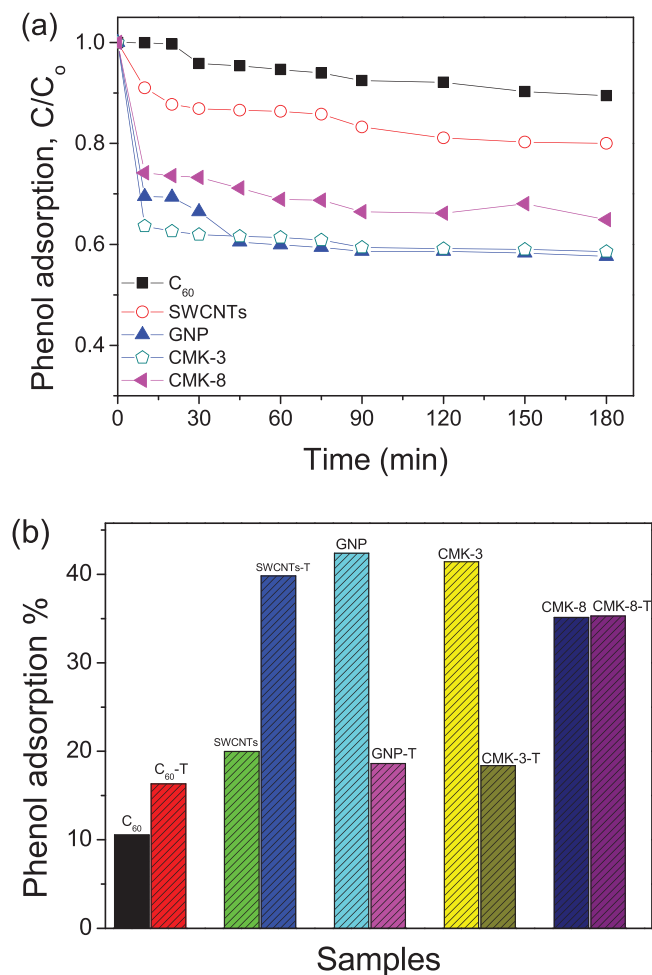 (a)
1.0
0.8
0.6
0.4
Phenol adsorption, C/Co
C60
SWCNTs
GNP
CMK-3
CMK-8
0 30 60 90 120 150 180
Time (min)
(b)
40
30
20
10
0
Phenol adsorption %
C60
C60-T
SWCNTs
SWCNTs-T
GNP
GNP-T
CMK-3
CMK-3-T
CMK-8 CMK-8-T
Samples